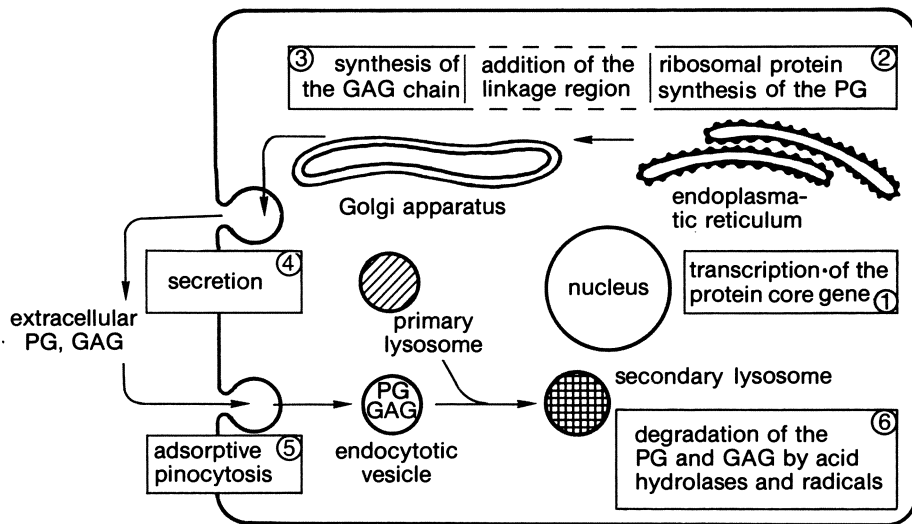 ③ synthesis of the GAG chain
addition of the linkage region
ribosomal protein ②
synthesis of the PG
Golgi apparatus
endoplasma-
tic reticulum
④
secretion
nucleus
transcription·of the
protein core gene ①
extracellular
PG, GAG
primary
lysosome
secondary lysosome
PG
GAG
endocytotic
vesicle
adsorptive ⑤
pinocytosis
⑥
degradation of the
PG and GAG by acid
hydrolases and radicals